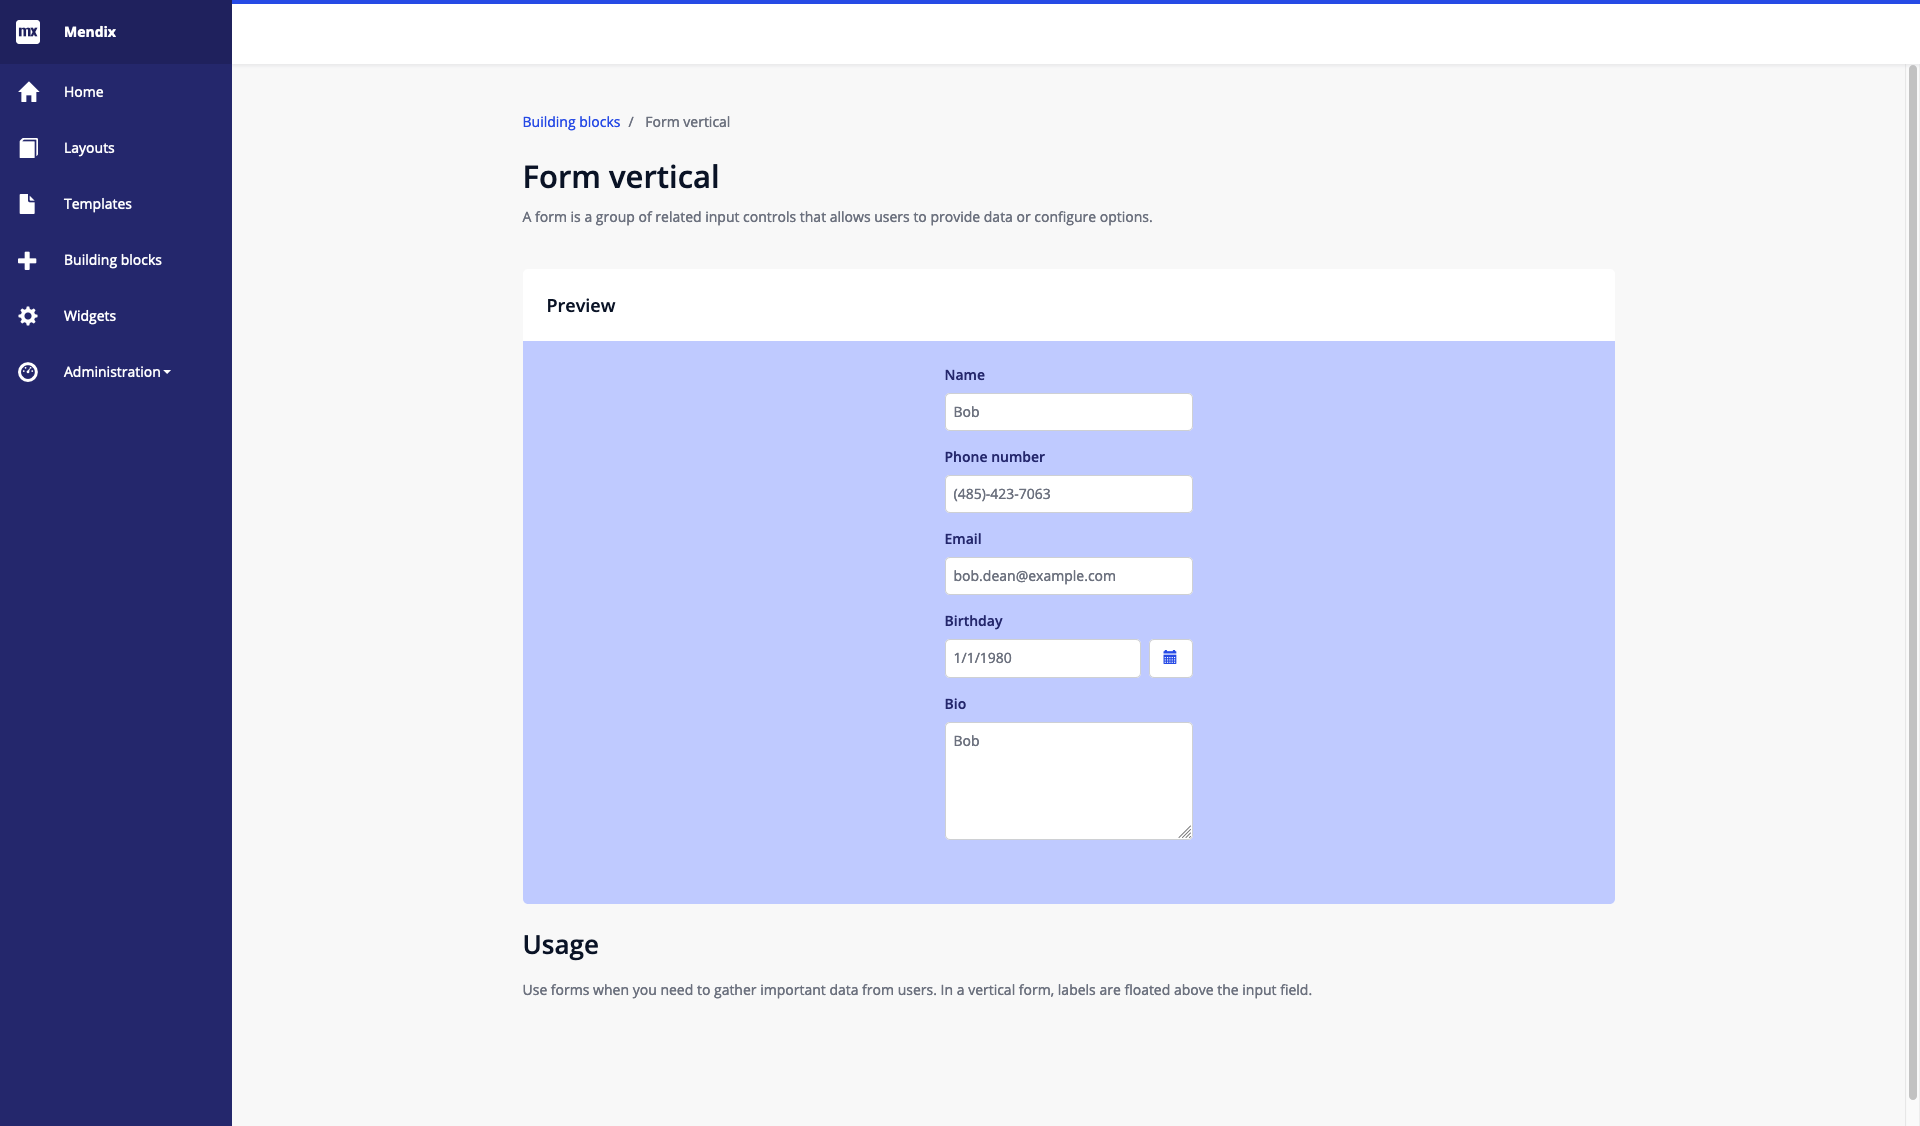 mx
Mendix
Home
Layouts
Templates
Building blocks
Widgets
Administration
Building blocks / Form vertical
Form vertical
A form is a group of related input controls that allows users to provide data or configure options.
Preview
Name
Bob
Phone number
(485)-423-7063
Email
bob.dean@example.com
Birthday
1/1/1980
Bio
Bob
Usage
Use forms when you need to gather important data from users. In a vertical form, labels are floated above the input field.